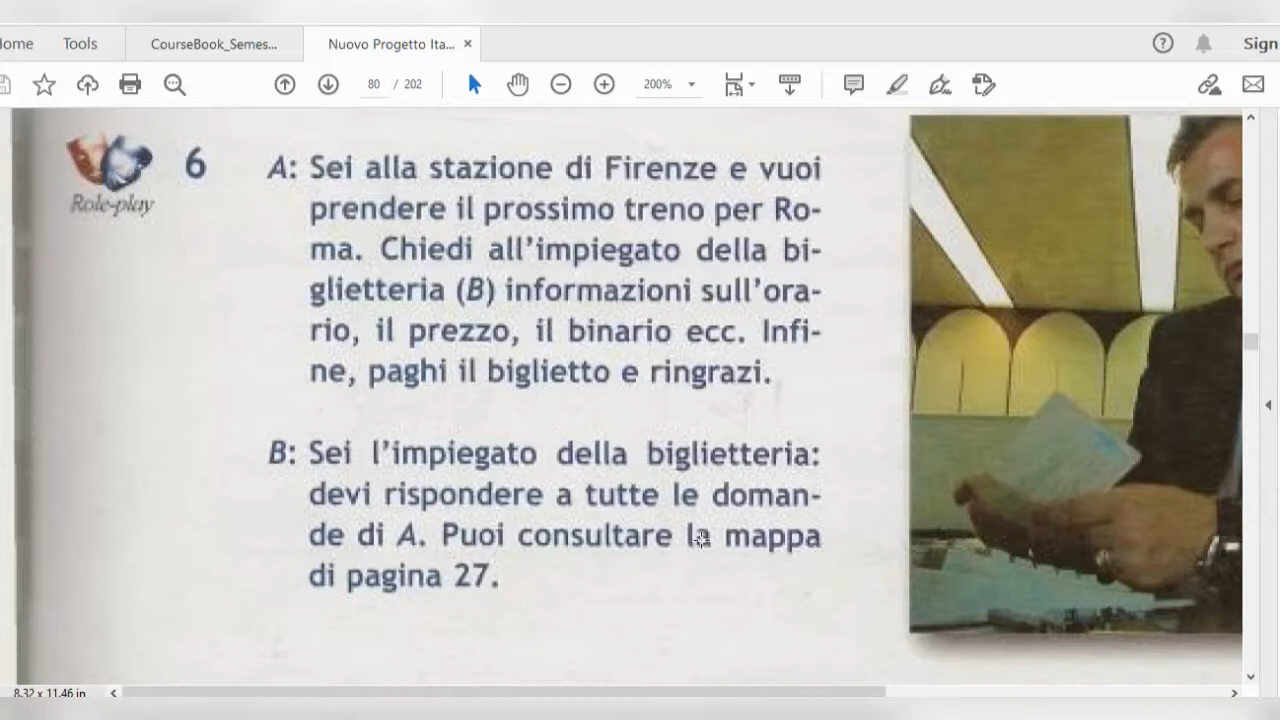 Home Tools CourseBook_Semes... Nuovo Progetto Ita... ×
Sign
80 / 202 200%
Role-play
6
A: Sei alla stazione di Firenze e vuoi
prendere il prossimo treno per Ro-
ma. Chiedi all'impiegato della bi-
glietteria (B) informazioni sull'ora-
rio, il prezzo, il binario ecc. Infi-
ne, paghi il biglietto e ringrazi.
B: Sei l'impiegato della biglietteria:
devi rispondere a tutte le doman-
de di A. Puoi consultare la mappa
di pagina 27.
8.32 x 11.46 in